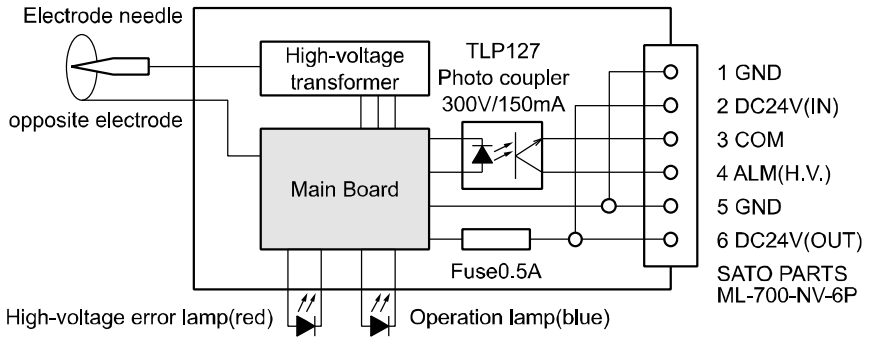 Electrode needle
opposite electrode
High-voltage
transformer
TLP127
Photo coupler
300V/150mA
Main Board
Fuse0.5A
1 GND
2 DC24V(IN)
3 COM
4 ALM(H.V.)
5 GND
6 DC24V(OUT)
SATO PARTS
ML-700-NV-6P
High-voltage error lamp(red)
Operation lamp(blue)